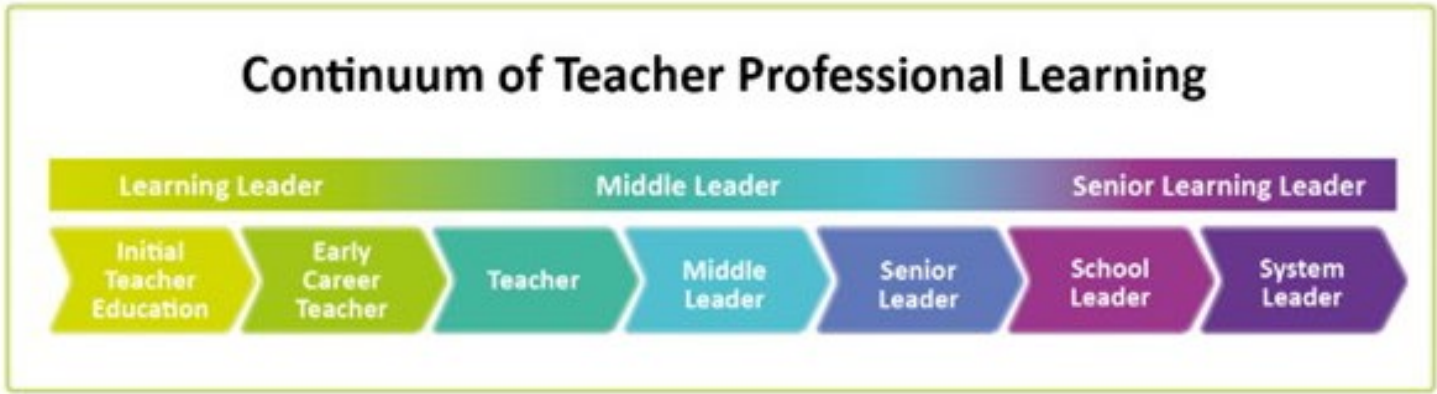 Continuum of Teacher Professional Learning
Learning Leader
Middle Leader
Senior Learning Leader
Initial
Teacher
Education
Early
Career
Teacher
Teacher
Middle
Leader
Senior
Leader
School
Leader
System
Leader